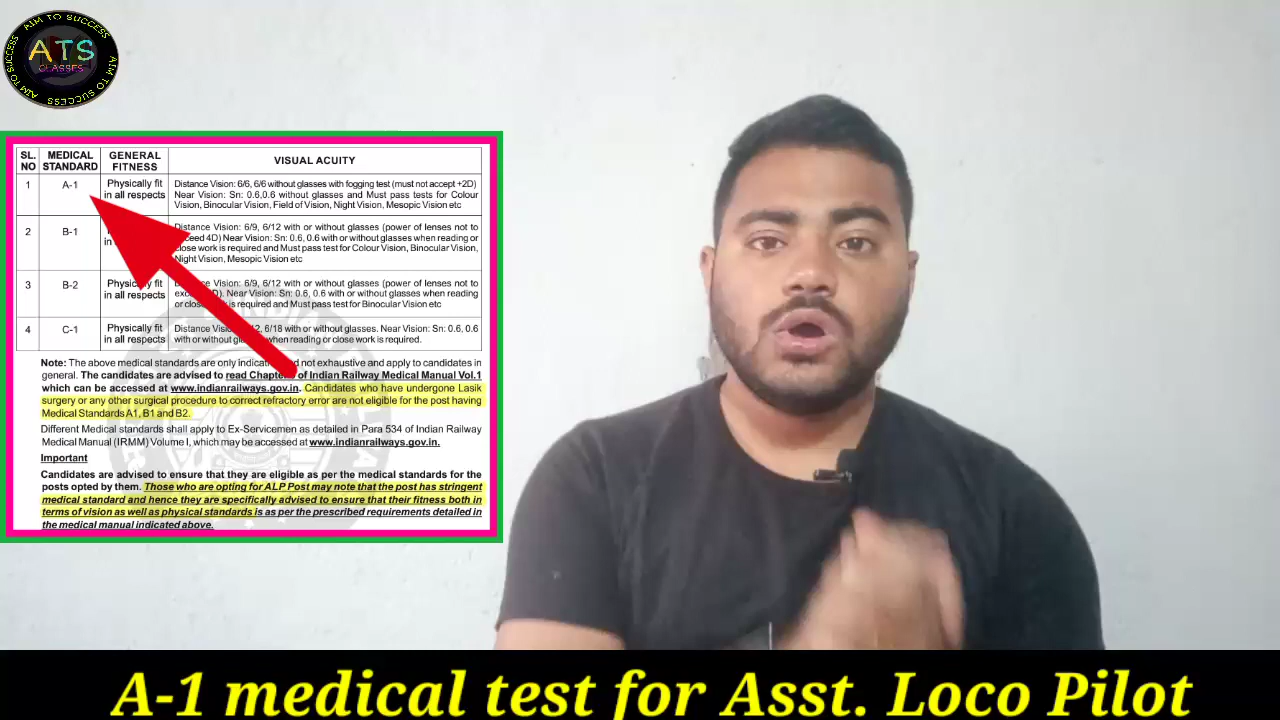 AIM TO SUCCESS
AIM TO SUCCESS
AIM TO SUCCESS
AIM TO SUCCESS
ATS
CLASSES
SL. NO MEDICAL STANDARD GENERAL FITNESS VISUAL ACUITY
1 A-1 Physically fit in all respects Distance Vision: 6/6, 6/6 without glasses with fogging test (must not accept +2D)
Near Vision: Sn: 0.6,0.6 without glasses and Must pass tests for Colour
Vision, Binocular Vision, Field of Vision, Night Vision, Mesopic Vision etc
2 B-1 in Distance Vision: 6/9, 6/12 with or without glasses (power of lenses not to
4D) Near Vision: Sn: 0.6, 0.6 with or without glasses when reading or
close work is required and Must pass test for Colour Vision, Binocular Vision,
Night Vision, Mesopic Vision etc
3 B-2 Physically fit in all respects Vision: 6/9, 6/12 with or without glasses (power of lenses not to
Near Vision: Sn: 0.6, 0.6 with or without glasses when reading
or is required and Must pass test for Binocular Vision etc
4 C-1 Physically fit in all respects Distance 6/18 with or without glasses. Near Vision: Sn: 0.6, 0.6
with or without when reading or close work is required.
Note: The above medical standards are only not exhaustive and apply to candidates in
general. The candidates are advised to read of Indian Railway Medical Manual Vol.1
which can be accessed at www.indianrailways.gov.in. Candidates who have undergone Lasik
surgery or any other surgical procedure to correct refractory error are not eligible for the post having
Medical Standards A1, B1 and B2.
Different Medical standards shall apply to Ex-Servicemen as detailed in Para 534 of Indian Railway
Medical Manual (IRMM) Volume I, which may be accessed at www.indianrailways.gov.in.
Important
Candidates are advised to ensure that they are eligible as per the medical standards for the
posts opted by them. Those who are opting for ALP Post may note that the post has stringent
medical standard and hence they are specifically advised to ensure that their fitness both in
terms of vision as well as physical standards is as per the prescribed requirements detailed in
the medical manual indicated above.
A-1 medical test for Asst. Loco Pilot